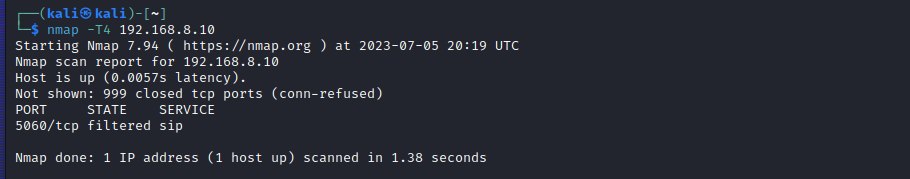 ┌──(kali㉿kali)-[~]
└─$ nmap -T4 192.168.8.10
Starting Nmap 7.94 ( https://nmap.org ) at 2023-07-05 20:19 UTC
Nmap scan report for 192.168.8.10
Host is up (0.0057s latency).
Not shown: 999 closed tcp ports (conn-refused)
PORT     STATE    SERVICE
5060/tcp filtered sip

Nmap done: 1 IP address (1 host up) scanned in 1.38 seconds